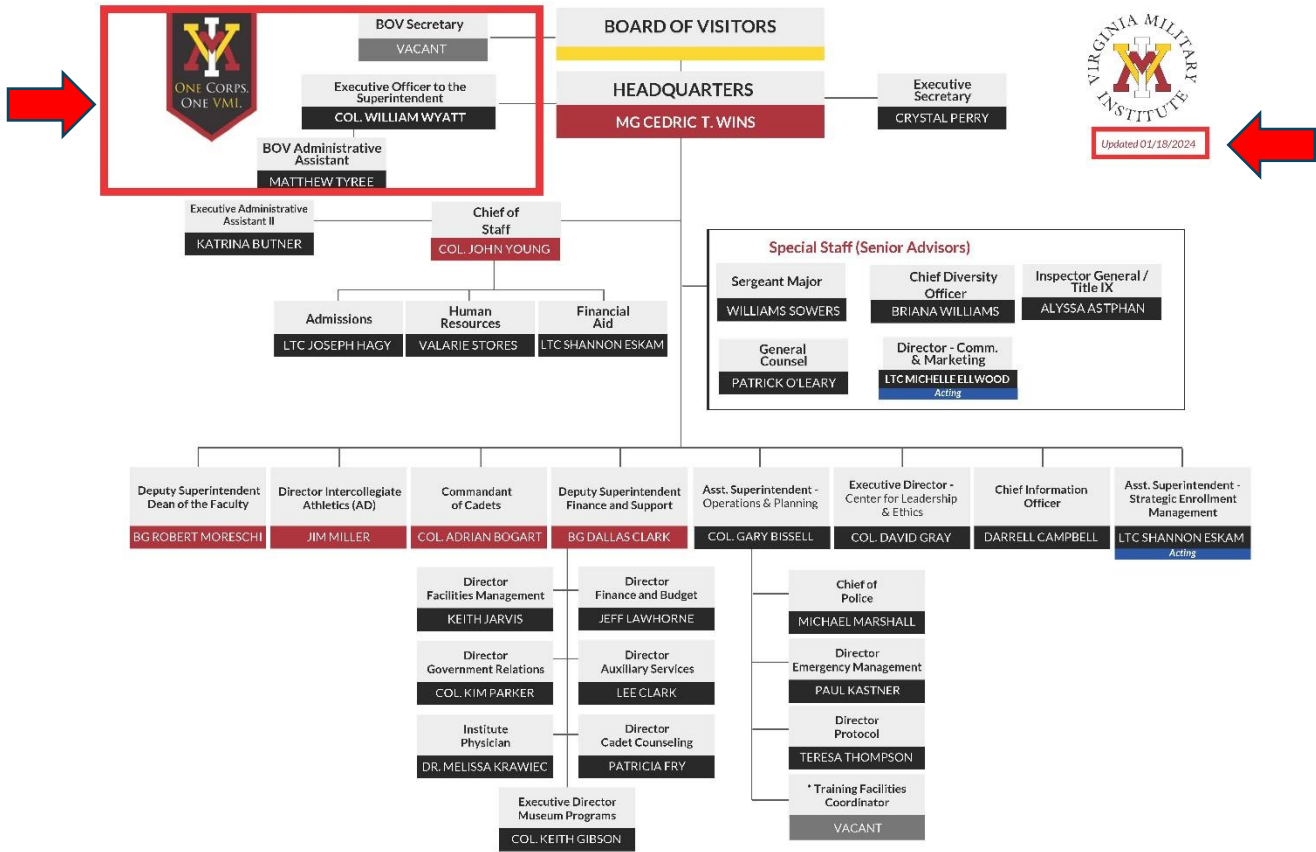 ONE CORPS.
ONE VMI.
BOV Secretary
VACANT
BOARD OF VISITORS
VIRGINIA MILITARY INSTITUTE
Updated 01/18/2024
Executive Officer to the
Superintendent
COL. WILLIAM WYATT
HEADQUARTERS
MG CEDRIC T. WINS
Executive
Secretary
CRYSTAL PERRY
BOV Administrative
Assistant
MATTHEW TYREE
Executive Administrative
Assistant II
KATRINA BUTNER
Chief of
Staff
COL. JOHN YOUNG
Admissions
LTC JOSEPH HAGY
Human
Resources
VALARIE STORES
Financial
Aid
LTC SHANNON ESKAM
Special Staff (Senior Advisors)
Sergeant Major
WILLIAMS SOWERS
Chief Diversity
Officer
BRIANA WILLIAMS
Inspector General /
Title IX
ALYSSA ASTPHAN
General
Counsel
PATRICK O'LEARY
Director - Comm.
& Marketing
LTC MICHELLE ELLWOOD
Acting
Deputy Superintendent
Dean of the Faculty
BG ROBERT MORESCHI
Director Intercollegiate
Athletics (AD)
JIM MILLER
Commandant
of Cadets
COL. ADRIAN BOGART
Deputy Superintendent
Finance and Support
BG DALLAS CLARK
Asst. Superintendent -
Operations & Planning
COL. GARY BISSELL
Executive Director -
Center for Leadership
& Ethics
COL. DAVID GRAY
Chief Information
Officer
DARRELL CAMPBELL
Asst. Superintendent -
Strategic Enrollment
Management
LTC SHANNON ESKAM
Acting
Director
Facilities Management
KEITH JARVIS
Director
Finance and Budget
JEFF LAWHORNE
Director
Government Relations
COL. KIM PARKER
Director
Auxiliary Services
LEE CLARK
Institute
Physician
DR. MELISSA KRAWIEC
Director
Cadet Counseling
PATRICIA FRY
Executive Director
Museum Programs
COL. KEITH GIBSON
Chief of
Police
MICHAEL MARSHALL
Director
Emergency Management
PAUL KASTNER
Director
Protocol
TERESA THOMPSON
* Training Facilities
Coordinator
VACANT